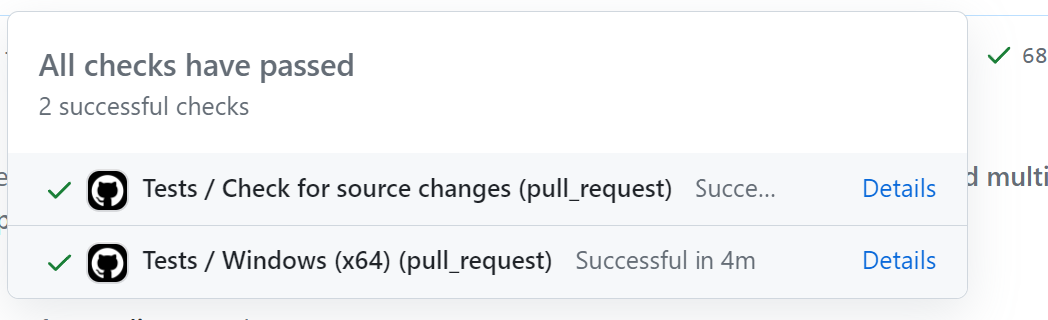 All checks have passed
2 successful checks
68
Tests / Check for source changes (pull_request) Succe... Details
d multi
Tests / Windows (x64) (pull_request) Successful in 4m Details